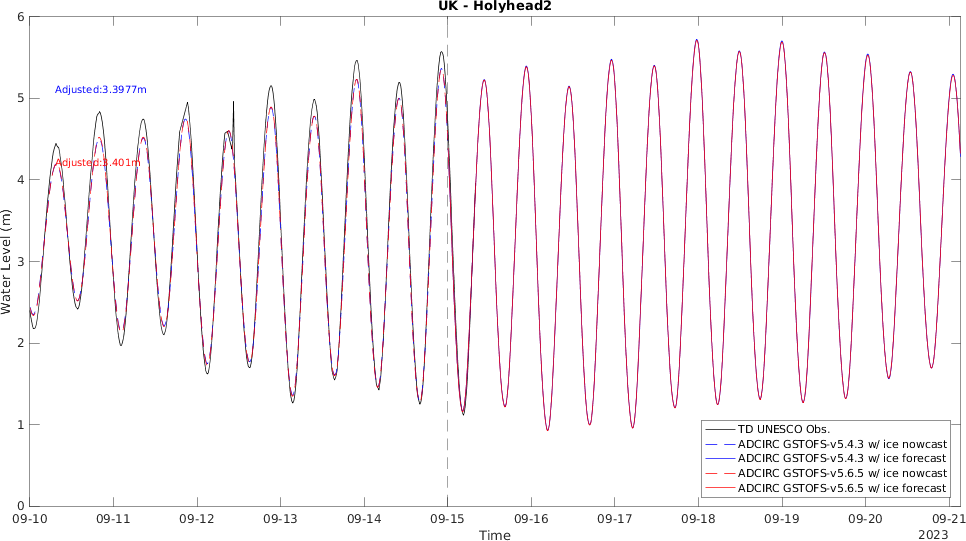 UK - Holyhead2
6
5
4
3
2
1
0
Water Level (m)
Adjusted:3.3977m
Adjusted:3.401m
TD UNESCO Obs.
ADCIRC GSTOFS-v5.4.3 w/ ice nowcast
ADCIRC GSTOFS-v5.4.3 w/ ice forecast
ADCIRC GSTOFS-v5.6.5 w/ ice nowcast
ADCIRC GSTOFS-v5.6.5 w/ ice forecast
09-10 09-11 09-12 09-13 09-14 09-15 09-16 09-17 09-18 09-19 09-20 09-21
Time
2023